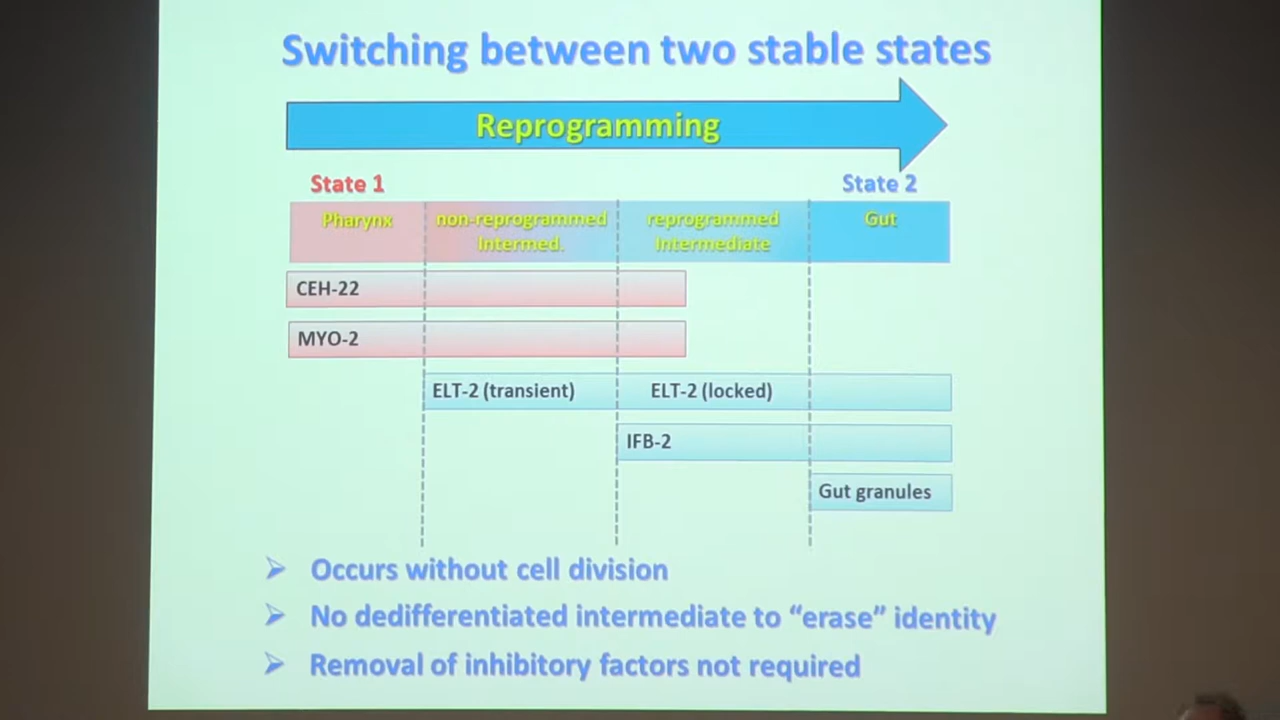 Switching between two stable states
Reprogramming
State 1
State 2
Pharynx
non-reprogrammed
Intermed.
reprogrammed
Intermediate
Gut
CEH-22
MYO-2
ELT-2 (transient)
ELT-2 (locked)
IFB-2
Gut granules
Occurs without cell division
No dedifferentiated intermediate to “erase” identity
Removal of inhibitory factors not required